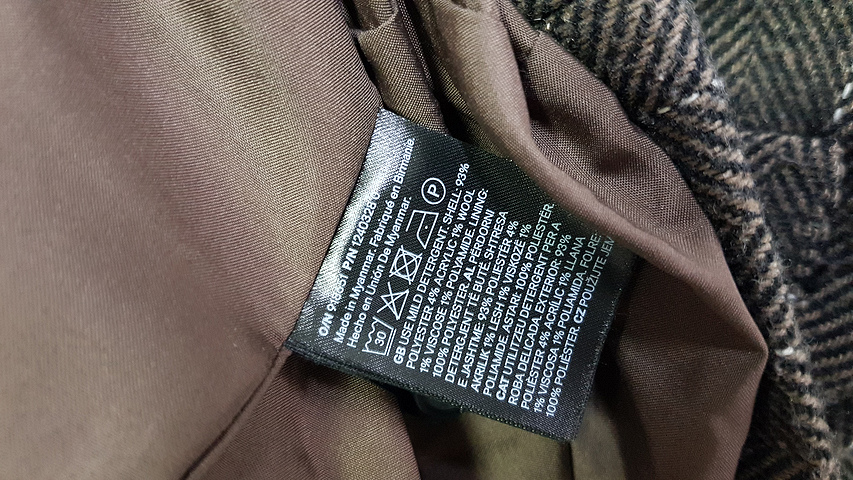 P/N 1240328
Made in Myanmar. Fabriqué en Birmanie.
Hecho en Unión De Myanmar.
30 P
GB USE MILD DETERGENT. SHELL: 93%
POLYESTER 4% ACRYLIC 1% WOOL
1% VISCOSE 1% POLYAMIDE. LINING:
100% POLYESTER. AL PËRDORNI
DETERGJENT TË BUTË. SHTRESA
E JASHTME: 93% POLIESTËR 4%
AKRILIK 1% LESH 1% VISKOZË 1%
POLIAMIDE. ASTARI: 100% POLIESTËR.
CAT UTILITZEU DETERGENT PER A
ROBA DELICADA. EXTERIOR: 93%
POLIÈSTER 4% ACRÍLIC 1% LLANA
1% VISCOSA 1% POLIAMIDA. FOLRE:
100% POLIÈSTER. CZ POUŽIJTE JEM